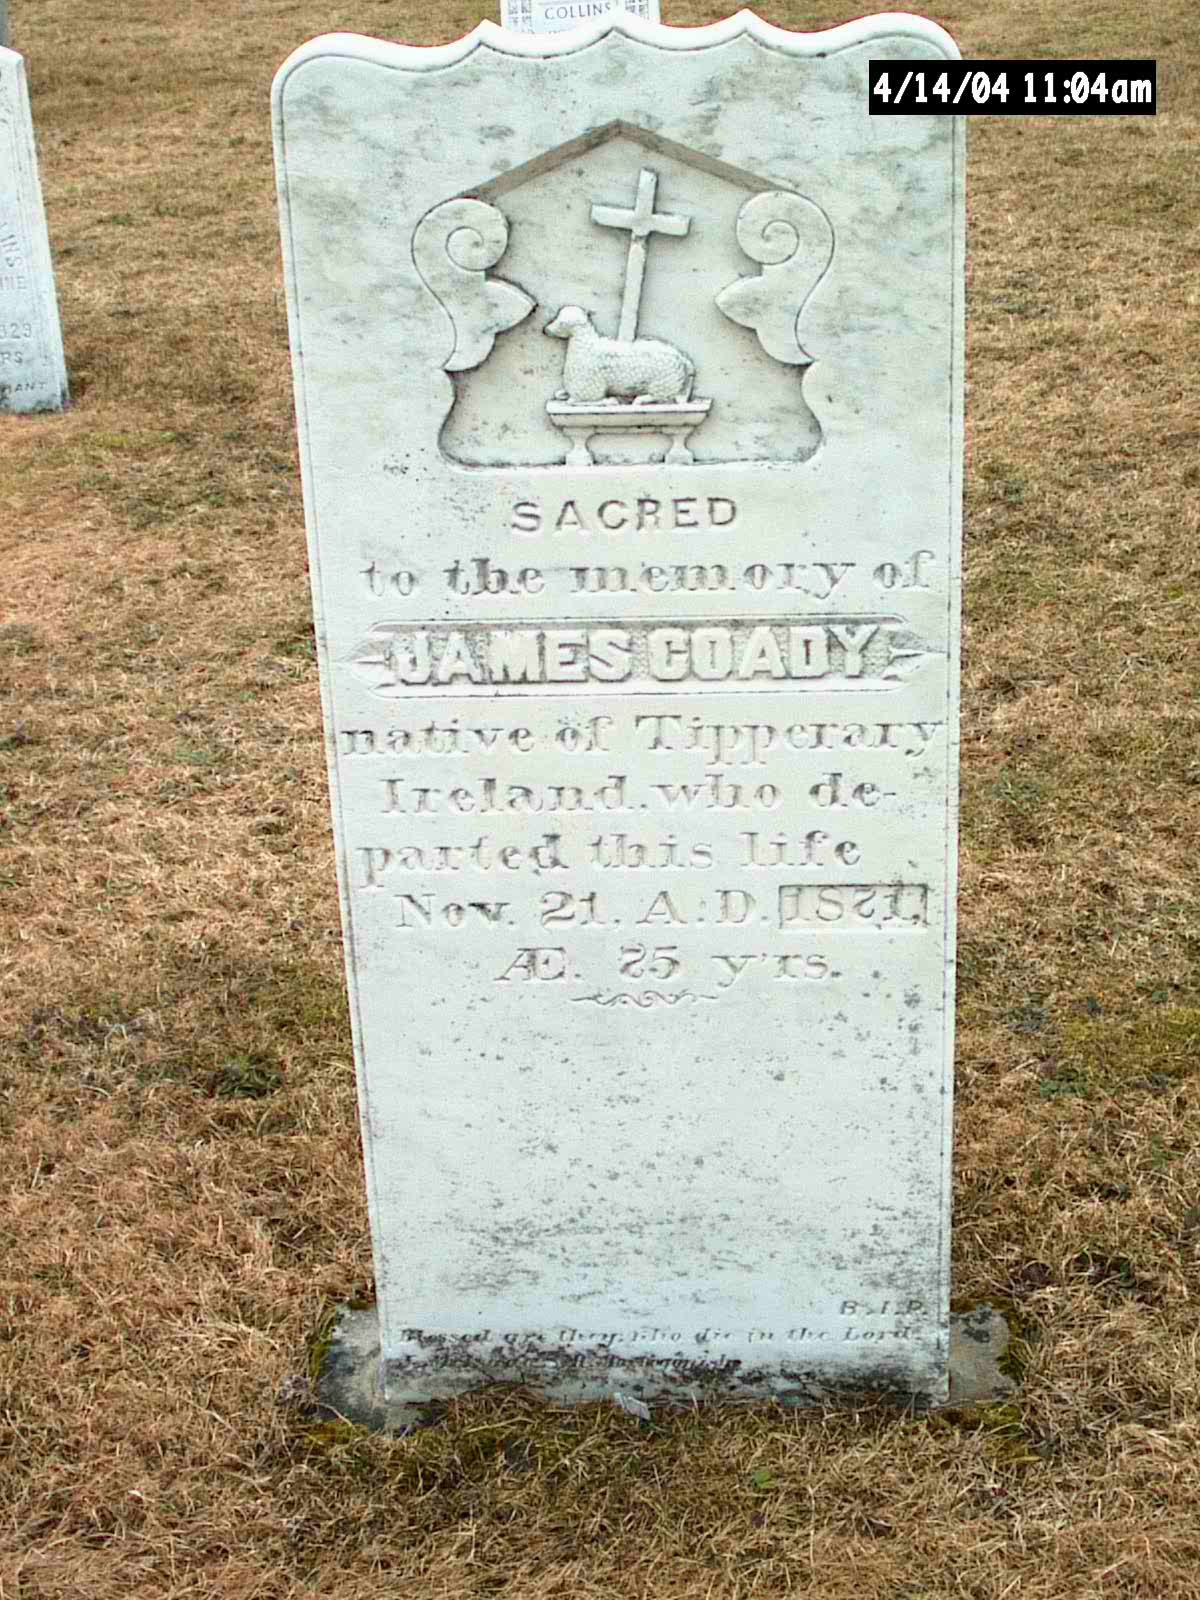 COLLINS
4/14/04 11:04am
SACRED
to the memory of
JAMES COADY
native of Tipperary
Ireland, who de-
parted this life
Nov. 21. A.D. 1871,
Æ. 75 y'rs.
R.I.P.
Blessed are they who die in the Lord